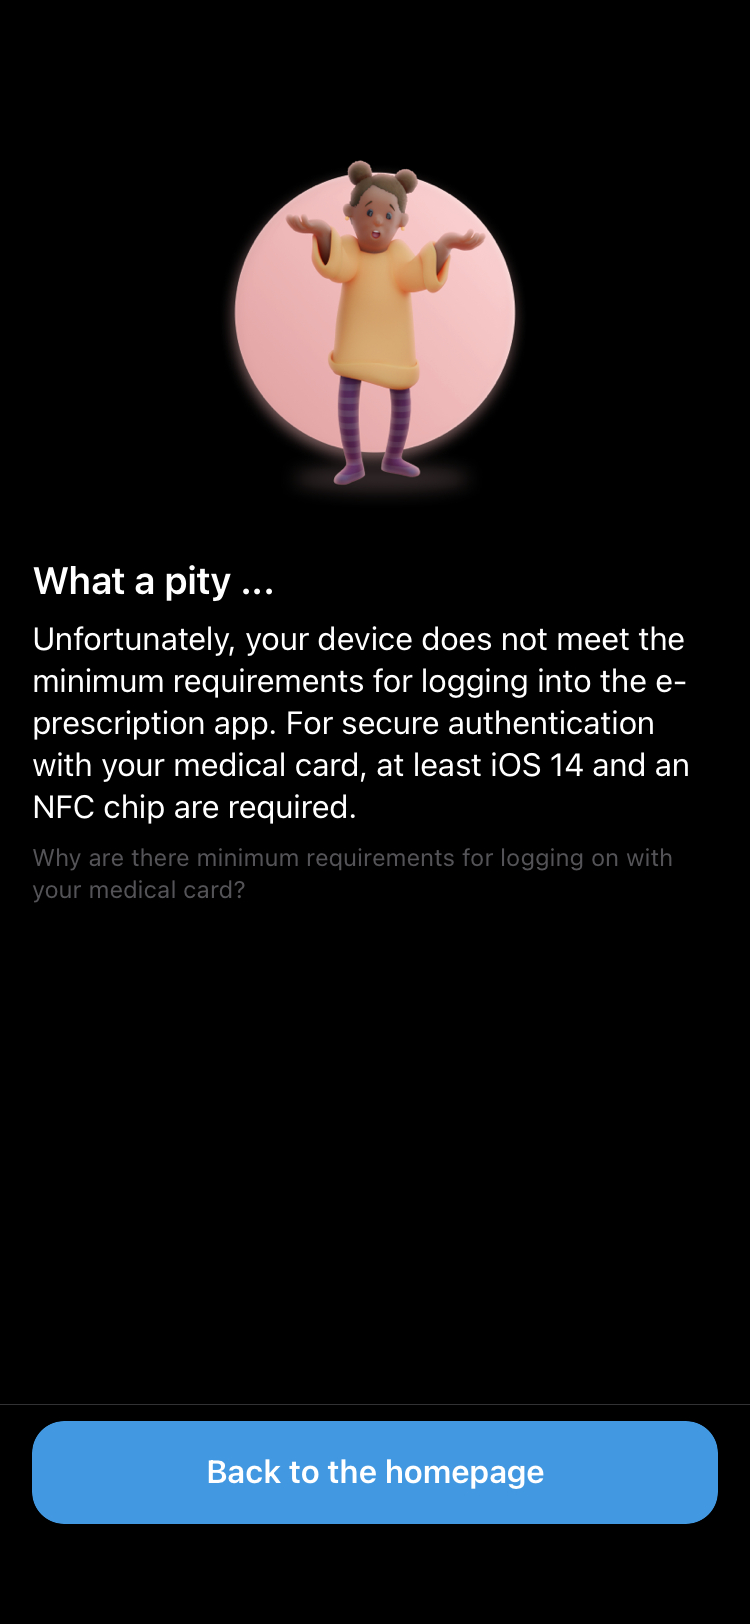 What a pity ...
Unfortunately, your device does not meet the
minimum requirements for logging into the e-
prescription app. For secure authentication
with your medical card, at least iOS 14 and an
NFC chip are required.
Why are there minimum requirements for logging on with
your medical card?
Back to the homepage